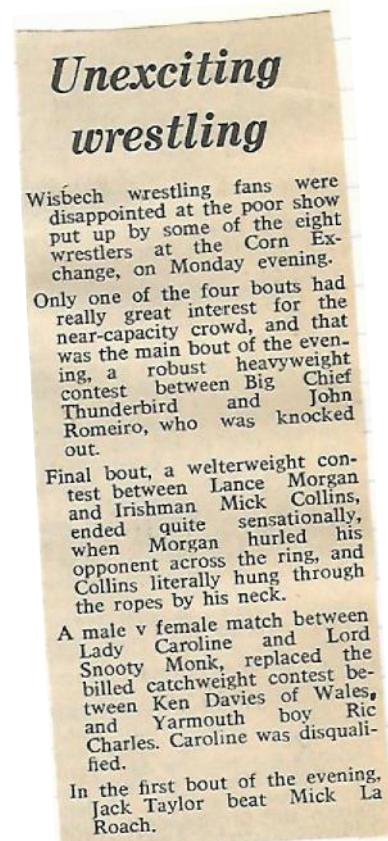 Unexciting
wrestling
Wisbech wrestling fans were
disappointed at the poor show
put up by some of the eight
wrestlers at the Corn Ex-
change, on Monday evening.
Only one of the four bouts had
really great interest for the
near-capacity crowd, and that
was the main bout of the even-
ing, a robust heavyweight
contest between Big Chief
Thunderbird and John
Romeiro, who was knocked
out.
Final bout, a welterweight con-
test between Lance Morgan
and Irishman Mick Collins,
ended quite sensationally,
when Morgan hurled his
opponent across the ring, and
Collins literally hung through
the ropes by his neck.
A male v female match between
Lady Caroline and Lord
Snooty Monk, replaced the
billed catchweight contest be-
tween Ken Davies of Wales,
and Yarmouth boy Ric
Charles. Caroline was disquali-
fied.
In the first bout of the evening,
Jack Taylor beat Mick La
Roach.